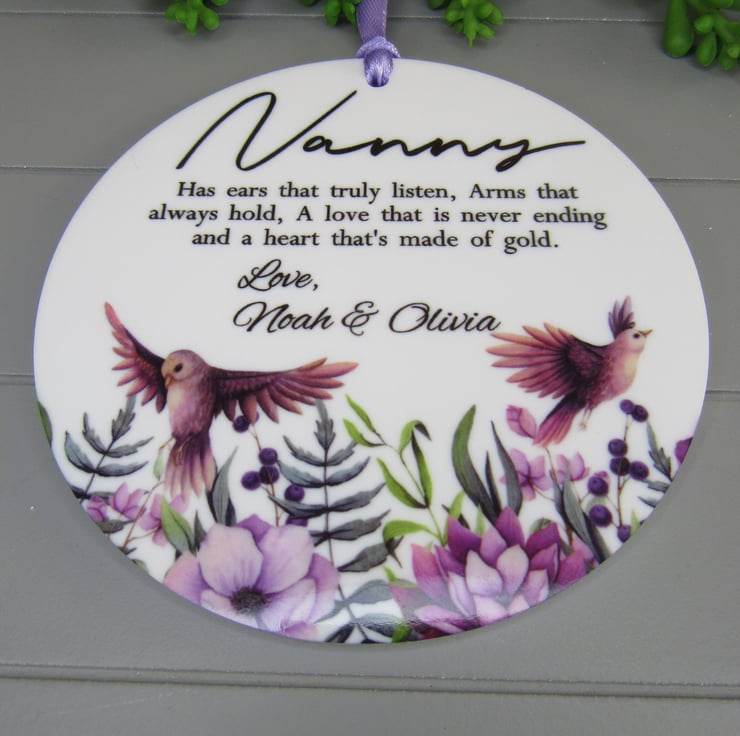 Nanny
Has ears that truly listen, Arms that
always hold, A love that is never ending
and a heart that's made of gold.
Love,
Noah & Olivia